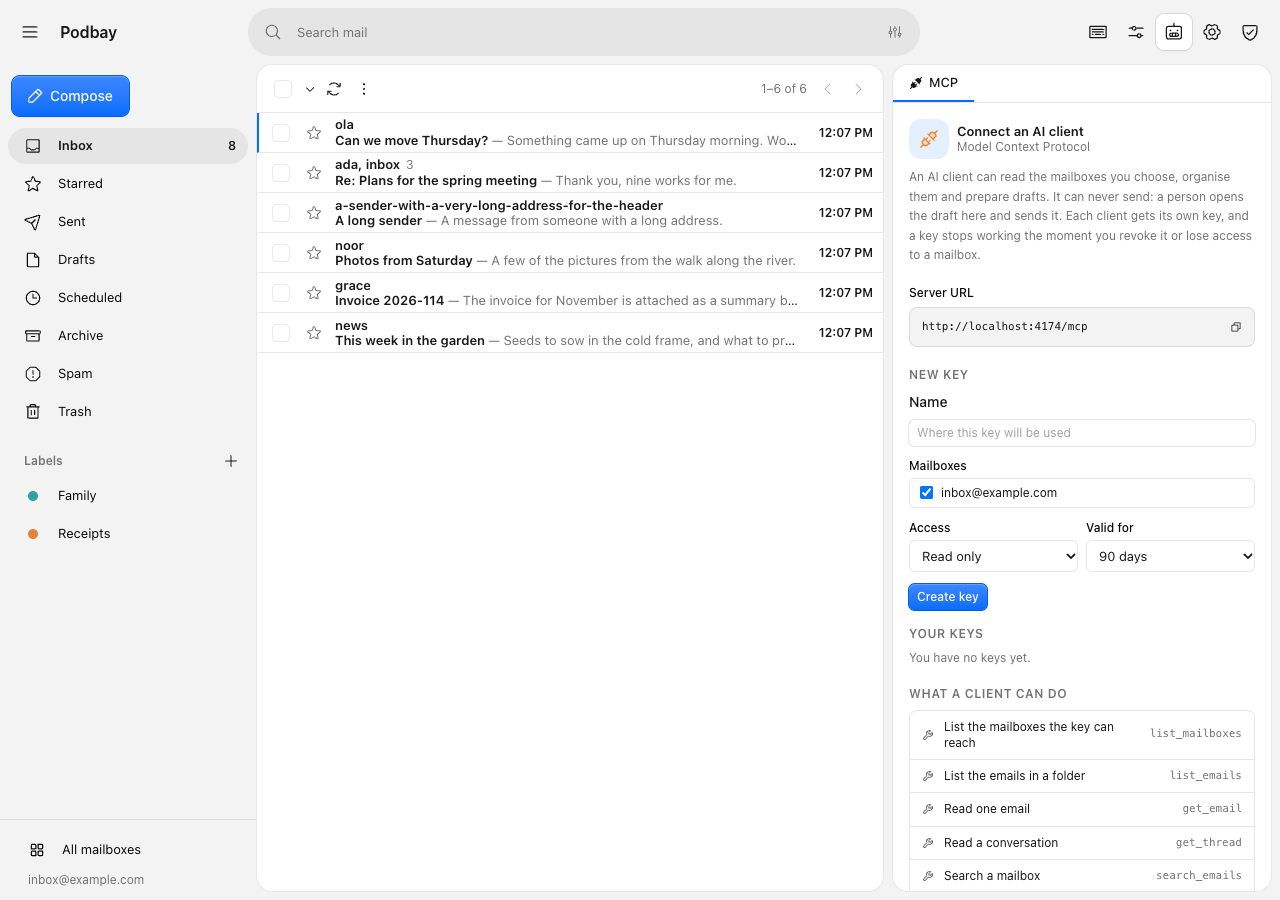 Podbay
Search mail
Compose
Inbox 8
Starred
Sent
Drafts
Scheduled
Archive
Spam
Trash
Labels
Family
Receipts
All mailboxes
inbox@example.com
1–6 of 6
ola
Can we move Thursday? — Something came up on Thursday morning. Wo… 12:07 PM
ada, inbox 3
Re: Plans for the spring meeting — Thank you, nine works for me. 12:07 PM
a-sender-with-a-very-long-address-for-the-header
A long sender — A message from someone with a long address. 12:07 PM
noor
Photos from Saturday — A few of the pictures from the walk along the river. 12:07 PM
grace
Invoice 2026-114 — The invoice for November is attached as a summary b… 12:07 PM
news
This week in the garden — Seeds to sow in the cold frame, and what to pr… 12:07 PM
MCP
Connect an AI client
Model Context Protocol
An AI client can read the mailboxes you choose, organise
them and prepare drafts. It can never send: a person opens
the draft here and sends it. Each client gets its own key, and
a key stops working the moment you revoke it or lose access
to a mailbox.
Server URL
http://localhost:4174/mcp
NEW KEY
Name
Where this key will be used
Mailboxes
inbox@example.com
Access Valid for
Read only 90 days
Create key
YOUR KEYS
You have no keys yet.
WHAT A CLIENT CAN DO
List the mailboxes the key can
reach list_mailboxes
List the emails in a folder list_emails
Read one email get_email
Read a conversation get_thread
Search a mailbox search_emails